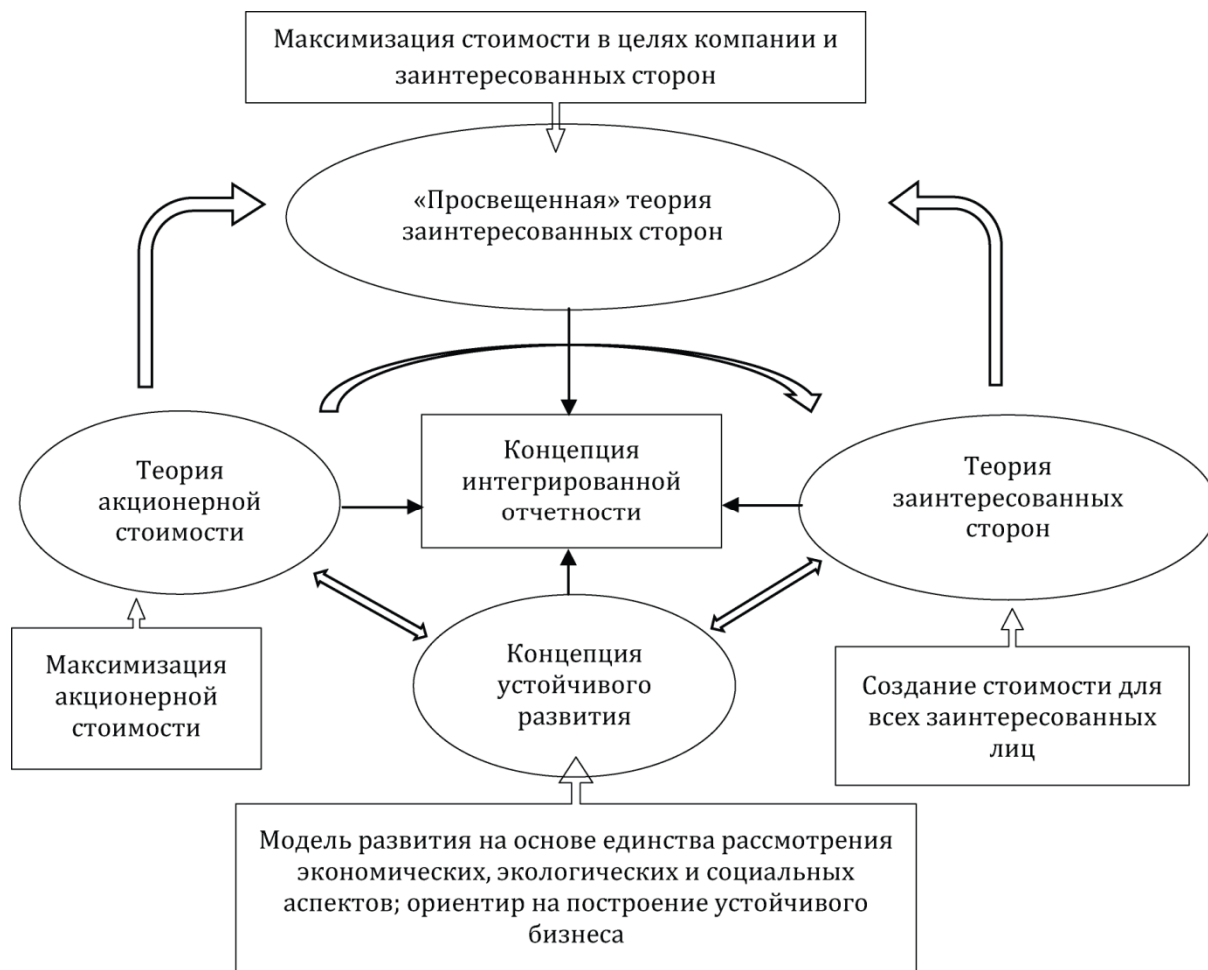 Максимизация стоимости в целях компании и
заинтересованных сторон
«Просвещенная» теория
заинтересованных сторон
Теория
акционерной
стоимости
Концепция
интегрированной
отчетности
Теория
заинтересованных
сторон
Максимизация
акционерной
стоимости
Концепция
устойчивого
развития
Создание стоимости для
всех заинтересованных
лиц
Модель развития на основе единства рассмотрения
экономических, экологических и социальных
аспектов; ориентир на построение устойчивого
бизнеса